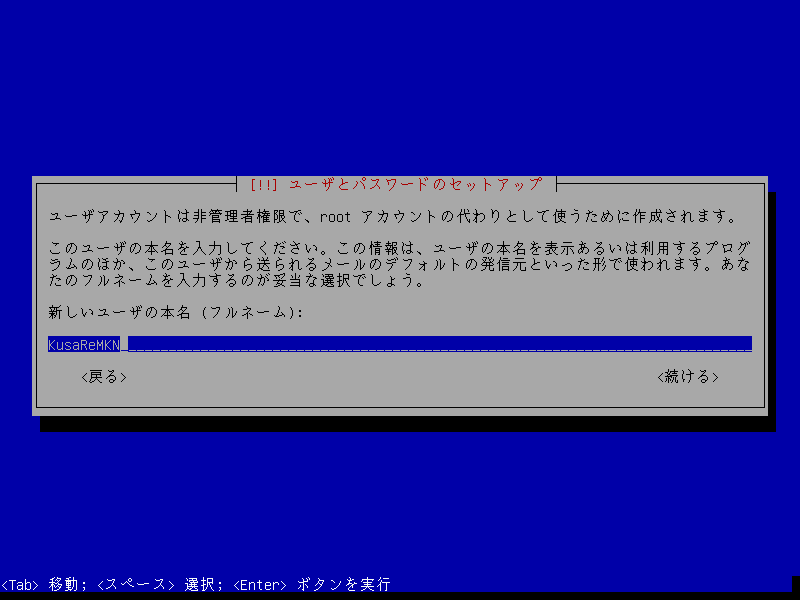 [!!] ユーザとパスワードのセットアップ
ユーザアカウントは非管理者権限で、root アカウントの代わりとして使うために作成されます。
このユーザの本名を入力してください。この情報は、ユーザの本名を表示あるいは利用するプログ
ラムのほか、このユーザから送られるメールのデフォルトの発信元といった形で使われます。あな
たのフルネームを入力するのが妥当な選択でしょう。
新しいユーザの本名 (フルネーム):
KusaReMKN
<戻る> <続ける>
<Tab> 移動; <スペース> 選択; <Enter> ボタンを実行